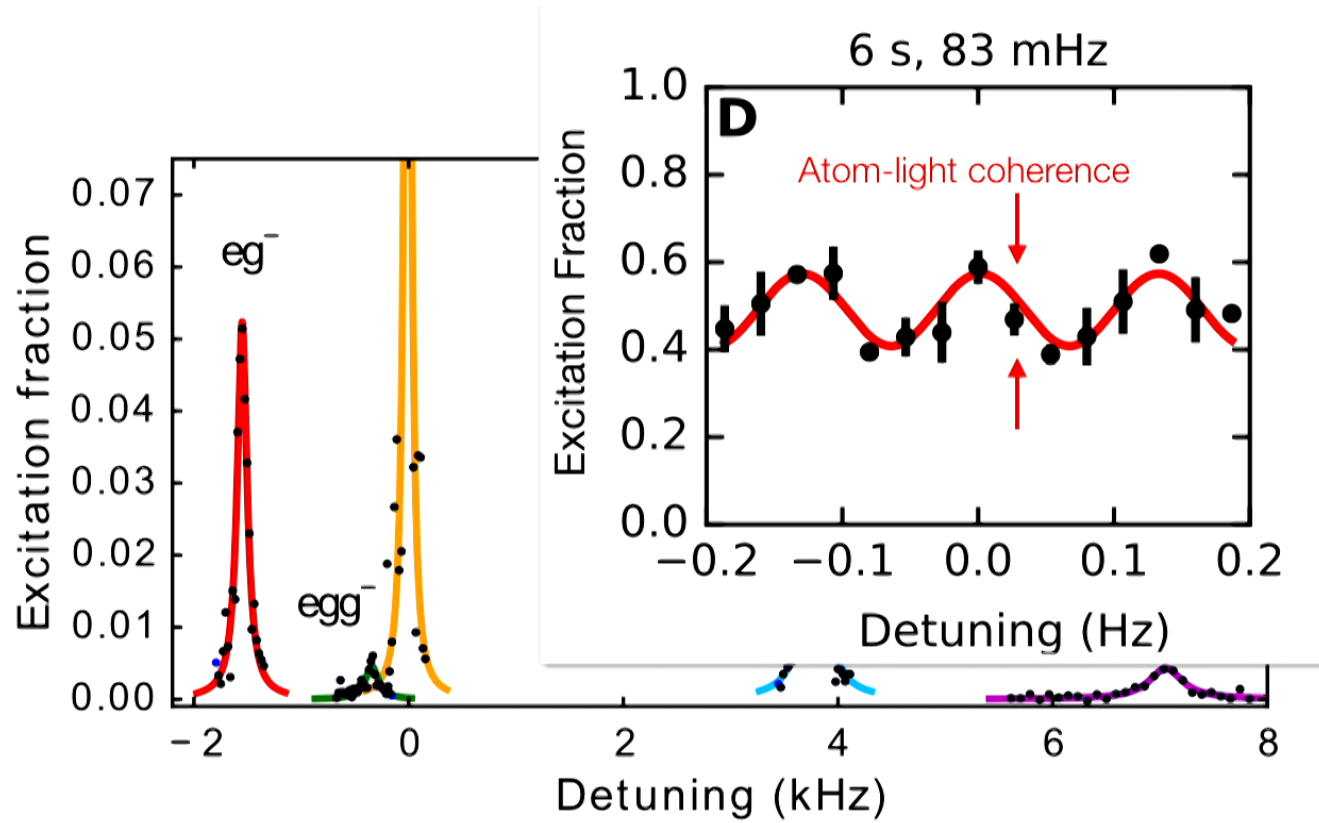 6 s, 83 mHz
1.0
D
Excitation Fraction
Atom-light coherence
0.8
0.6
0.4
0.2
0.0
−0.2 −0.1 0.0 0.1 0.2
Detuning (Hz)
Excitation fraction
0.07
eg⁻
0.06
0.05
0.04
0.03
0.02
egg⁻
0.01
0.00
−2 0 2 4 6 8
Detuning (kHz)